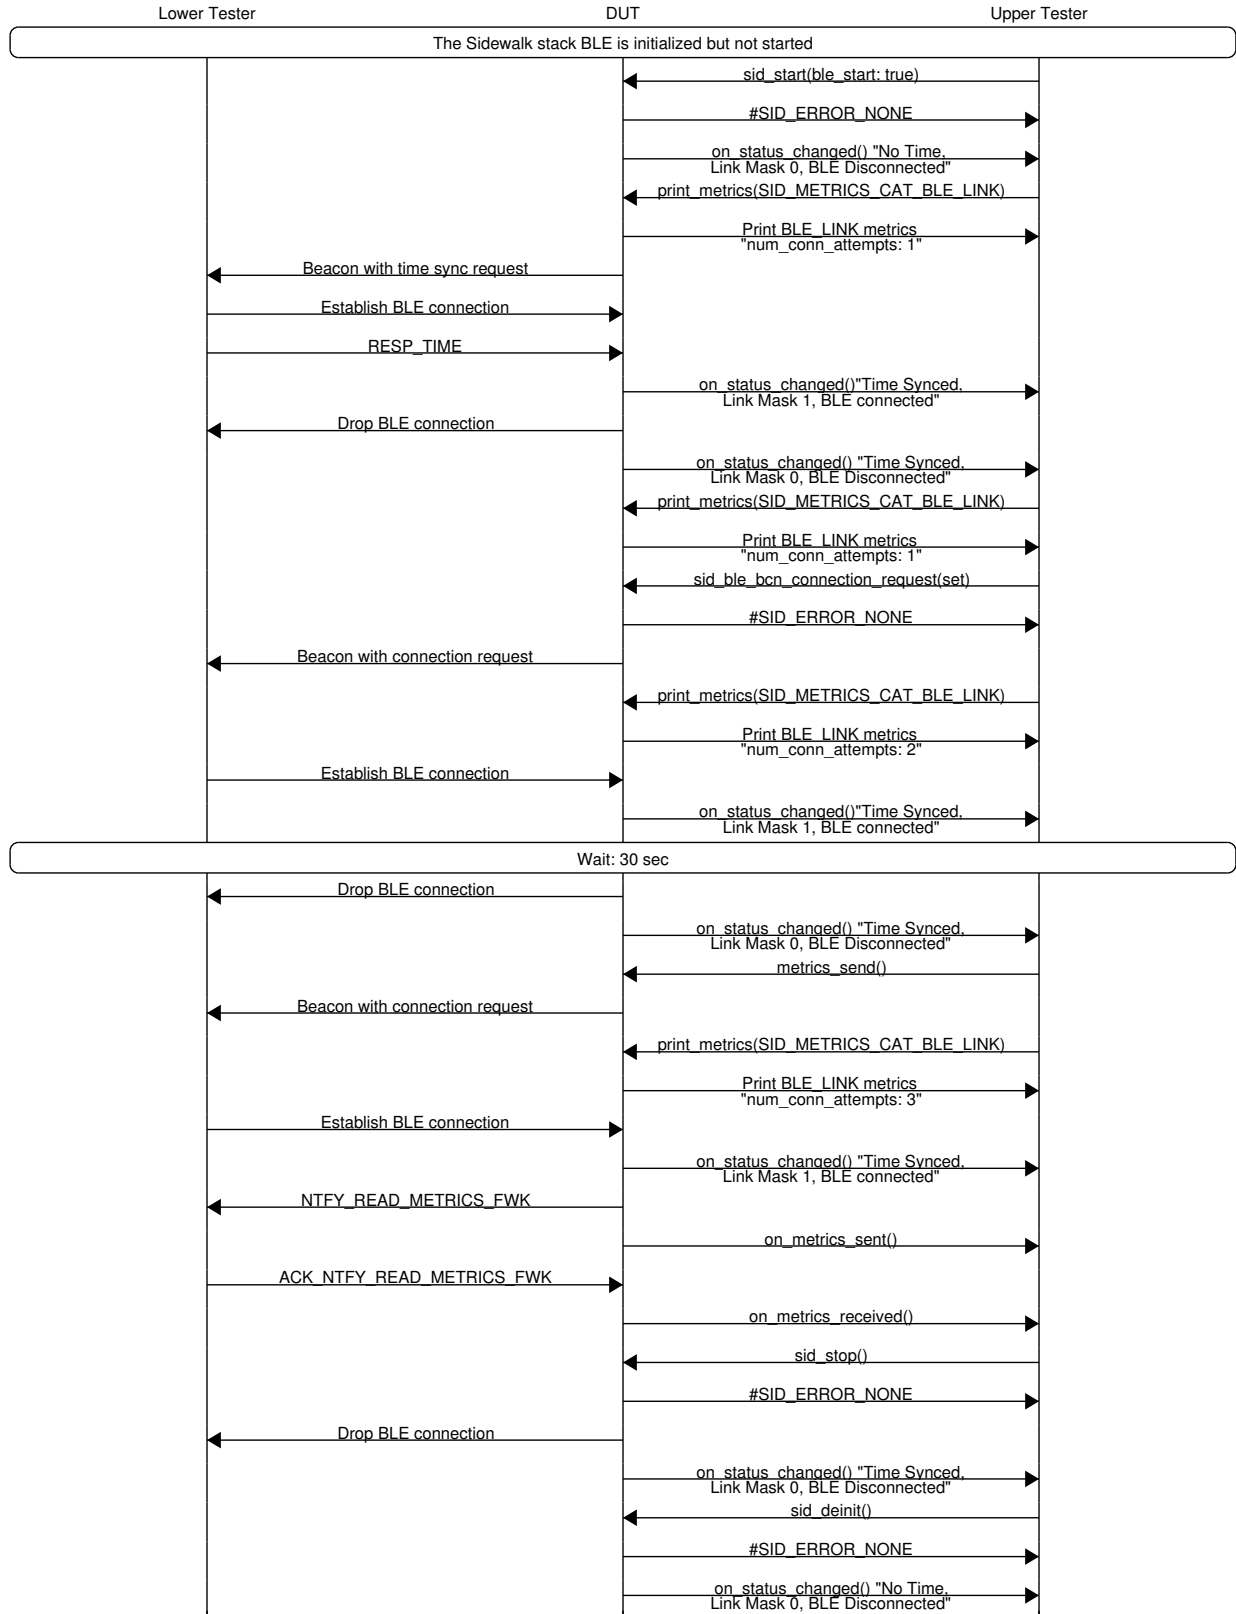 Lower Tester
DUT
Upper Tester
The Sidewalk stack BLE is initialized but not started
sid_start(ble_start: true)
#SID_ERROR_NONE
on_status_changed() "No Time,
Link Mask 0, BLE Disconnected"
print_metrics(SID_METRICS_CAT_BLE_LINK)
Print BLE_LINK metrics
"num_conn_attempts: 1"
Beacon with time sync request
Establish BLE connection
RESP_TIME
on_status_changed()"Time Synced,
Link Mask 1, BLE connected"
Drop BLE connection
on_status_changed() "Time Synced,
Link Mask 0, BLE Disconnected"
print_metrics(SID_METRICS_CAT_BLE_LINK)
Print BLE_LINK metrics
"num_conn_attempts: 1"
sid_ble_bcn_connection_request(set)
#SID_ERROR_NONE
Beacon with connection request
print_metrics(SID_METRICS_CAT_BLE_LINK)
Print BLE_LINK metrics
"num_conn_attempts: 2"
Establish BLE connection
on_status_changed()"Time Synced,
Link Mask 1, BLE connected"
Wait: 30 sec
Drop BLE connection
on_status_changed() "Time Synced,
Link Mask 0, BLE Disconnected"
metrics_send()
Beacon with connection request
print_metrics(SID_METRICS_CAT_BLE_LINK)
Print BLE_LINK metrics
"num_conn_attempts: 3"
Establish BLE connection
on_status_changed() "Time Synced,
Link Mask 1, BLE connected"
NTFY_READ_METRICS_FWK
on_metrics_sent()
ACK_NTFY_READ_METRICS_FWK
on_metrics_received()
sid_stop()
#SID_ERROR_NONE
Drop BLE connection
on_status_changed() "Time Synced,
Link Mask 0, BLE Disconnected"
sid_deinit()
#SID_ERROR_NONE
on_status_changed() "No Time,
Link Mask 0, BLE Disconnected"